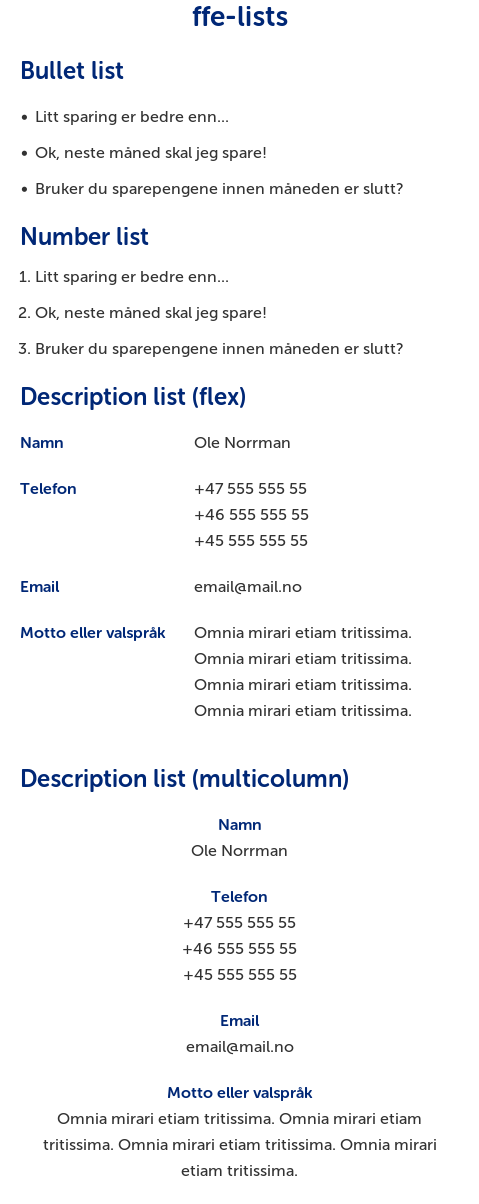 ffe-lists
Bullet list
• Litt sparing er bedre enn...
• Ok, neste måned skal jeg spare!
• Bruker du sparepengene innen måneden er slutt?
Number list
1. Litt sparing er bedre enn...
2. Ok, neste måned skal jeg spare!
3. Bruker du sparepengene innen måneden er slutt?
Description list (flex)
Namn Ole Norrman
Telefon +47 555 555 55
+46 555 555 55
+45 555 555 55
Email email@mail.no
Motto eller valspråk Omnia mirari etiam tritissima.
Omnia mirari etiam tritissima.
Omnia mirari etiam tritissima.
Omnia mirari etiam tritissima.
Description list (multicolumn)
Namn
Ole Norrman
Telefon
+47 555 555 55
+46 555 555 55
+45 555 555 55
Email
email@mail.no
Motto eller valspråk
Omnia mirari etiam tritissima. Omnia mirari etiam
tritissima. Omnia mirari etiam tritissima. Omnia mirari
etiam tritissima.